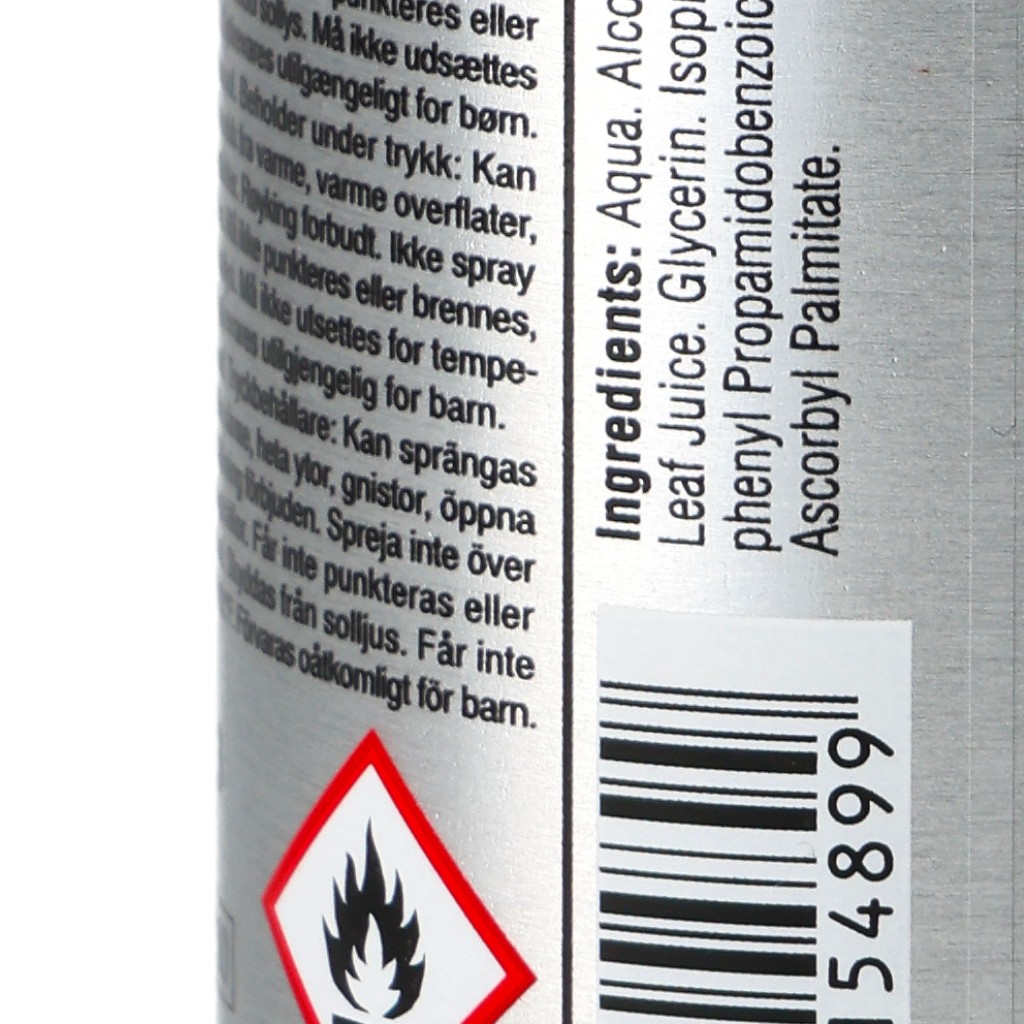 punkteres eller
sollys. Må ikke udsættes
utilgængeligt for børn.
Beholder under trykk: Kan
fra varme, varme overflater,
Røyking forbudt. Ikke spray
ikke punkteres eller brennes,
Må ikke utsettes for tempe-
utilgjengelig for barn.
Tryckbehållare: Kan sprängas
heta ytor, gnistor, öppna
förbjuden. Spreja inte över
Får inte punkteras eller
Skyddas från solljus. Får inte
Förvaras oåtkomligt för barn.
Ingredients: Aqua.
Leaf Juice. Glycerin.
phenyl
Ascorbyl Palmitate.
54899